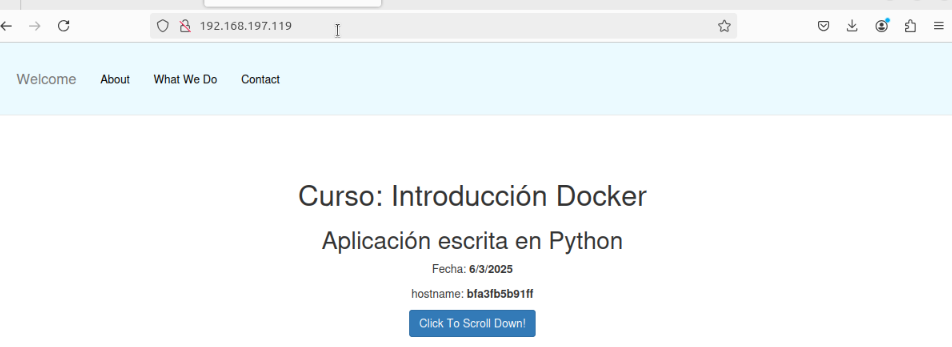 192.168.197.119
Welcome About What We Do Contact
Curso: Introducción Docker
Aplicación escrita en Python
Fecha: 6/3/2025
hostname: bfa3fb5b91ff
Click To Scroll Down!